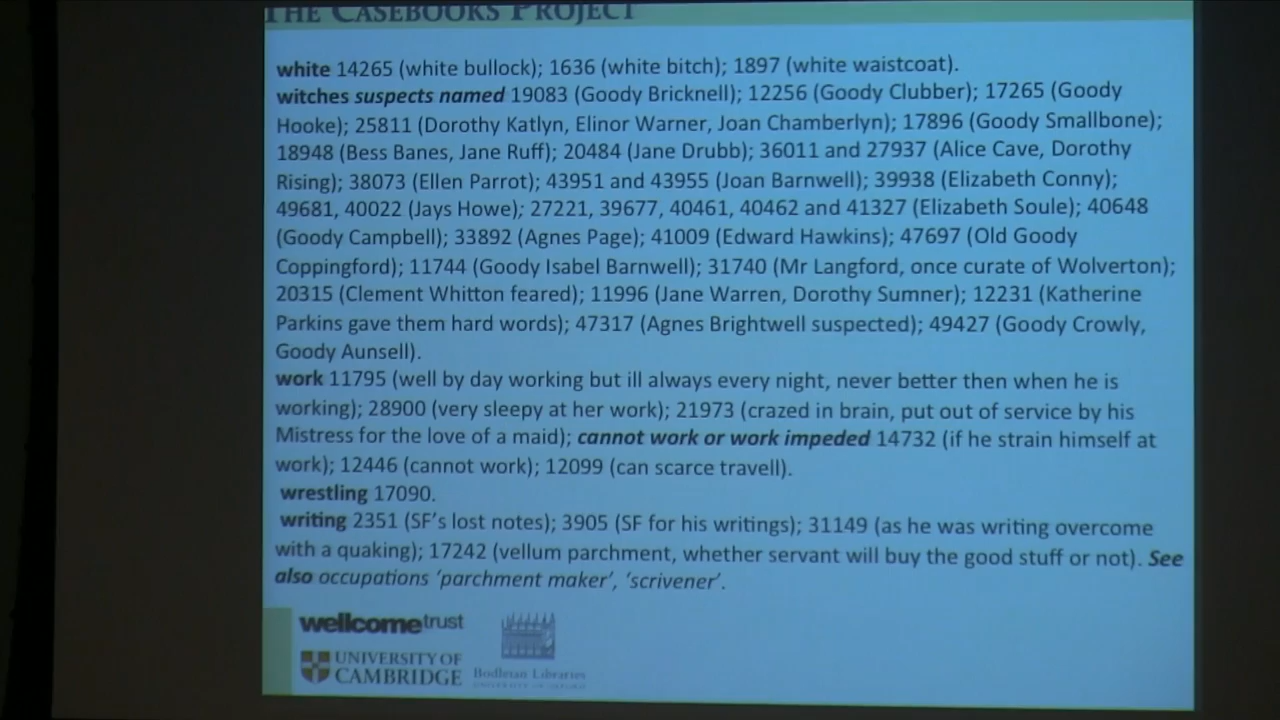 THE CASEBOOKS PROJECT
white 14265 (white bullock); 1636 (white bitch); 1897 (white waistcoat).
witches suspects named 19083 (Goody Bricknell); 12256 (Goody Clubber); 17265 (Goody
Hooke); 25811 (Dorothy Katlyn, Elinor Warner, Joan Chamberlyn); 17896 (Goody Smallbone);
18948 (Bess Banes, Jane Ruff); 20484 (Jane Drubb); 36011 and 27937 (Alice Cave, Dorothy
Rising); 38073 (Ellen Parrot); 43951 and 43955 (Joan Barnwell); 39938 (Elizabeth Conny);
49681, 40022 (Jays Howe); 27221, 39677, 40461, 40462 and 41327 (Elizabeth Soule); 40648
(Goody Campbell); 33892 (Agnes Page); 41009 (Edward Hawkins); 47697 (Old Goody
Coppingford); 11744 (Goody Isabel Barnwell); 31740 (Mr Langford, once curate of Wolverton);
20315 (Clement Whitton feared); 11996 (Jane Warren, Dorothy Sumner); 12231 (Katherine
Parkins gave them hard words); 47317 (Agnes Brightwell suspected); 49427 (Goody Crowly,
Goody Aunsell).
work 11795 (well by day working but ill always every night, never better then when he is
working); 28900 (very sleepy at her work); 21973 (crazed in brain, put out of service by his
Mistress for the love of a maid); cannot work or work impeded 14732 (if he strain himself at
work); 12446 (cannot work); 12099 (can scarce travell).
wrestling 17090.
writing 2351 (SF's lost notes); 3905 (SF for his writings); 31149 (as he was writing overcome
with a quaking); 17242 (vellum parchment, whether servant will buy the good stuff or not). See
also occupations 'parchment maker', 'scrivener'.
wellcome trust
UNIVERSITY OF
CAMBRIDGE
Bodleian Libraries
UNIVERSITY OF OXFORD